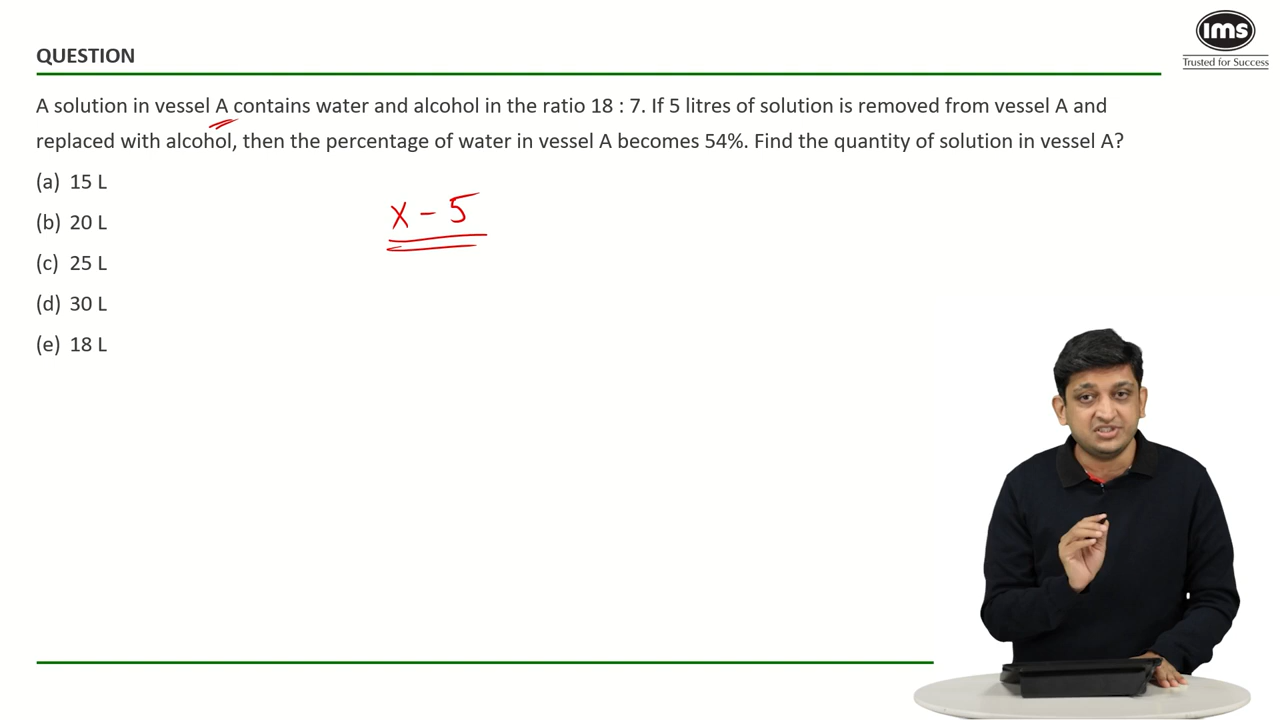 ims
Trusted for Success
QUESTION
A solution in vessel A contains water and alcohol in the ratio 18 : 7. If 5 litres of solution is removed from vessel A and
replaced with alcohol, then the percentage of water in vessel A becomes 54%. Find the quantity of solution in vessel A?
(a) 15 L
(b) 20 L
(c) 25 L
(d) 30 L
(e) 18 L
x - 5